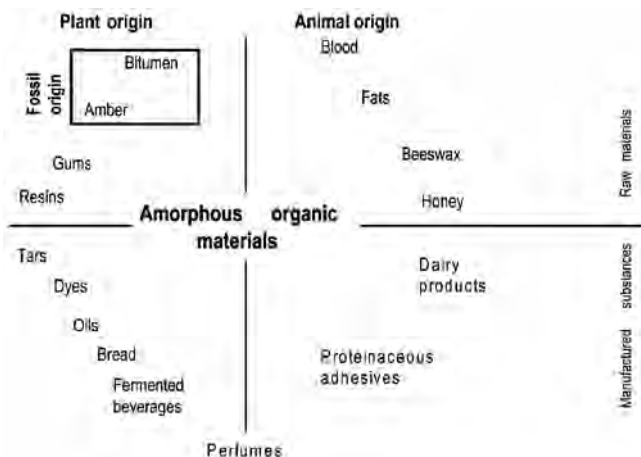 Plant origin
Animal origin
Blood
Fossil
origin
Bitumen
Amber
Fats
Gums
Beeswax
Raw materials
Resins
Honey
Amorphous organic
materials
Tars
Dyes
Oils
Bread
Fermented
beverages
Dairy
products
Proteinaceous
adhesives
Manufactured substances
Perfumes